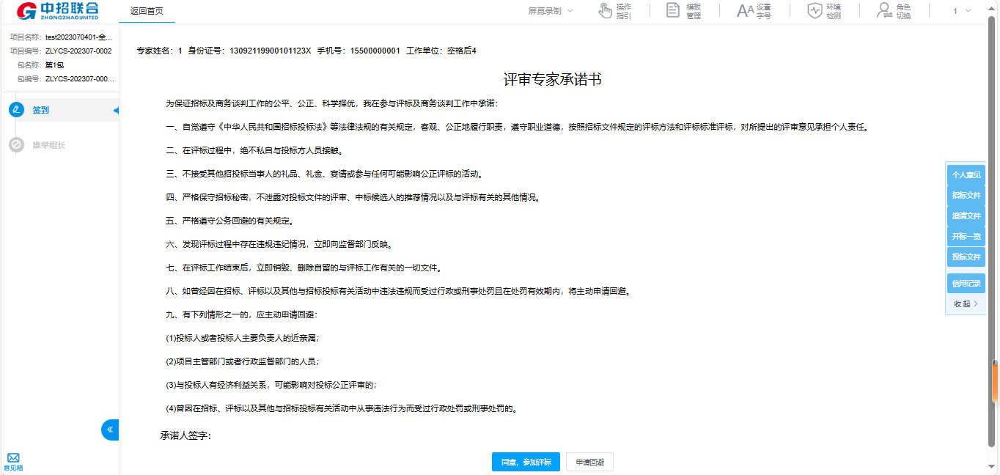 中招联合
ZHONGZHAOUNITED
返回首页
屏幕录制
操作
指引
模板
管理
AA
设置
字号
环境
检测
角色
切换
1
项目名称: test2023070401-全...
项目编号: ZLYCS-202307-0002
包名称: 第1包
包编号: ZLYCS-202307-000...
签到
推举组长
专家姓名: 1 身份证号: 13092119900101123X 手机号: 15500000001 工作单位: 空格后4
评审专家承诺书
为保证招标及商务谈判工作的公平、公正、科学择优，我在参与评标及商务谈判工作中承诺:
一、自觉遵守《中华人民共和国招标投标法》等法律法规的有关规定，客观、公正地履行职责，遵守职业道德，按照招标文件规定的评标方法和评标标准评标，对所提出的评审意见承担个人责任。
二、在评标过程中，绝不私自与投标方人员接触。
三、不接受其他招投标当事人的礼品、礼金、宴请或参与任何可能影响公正评标的活动。
四、严格保守招标秘密，不泄露对投标文件的评审、中标候选人的推荐情况以及与评标有关的其他情况。
五、严格遵守公务回避的有关规定。
六、发现评标过程中存在违规违纪情况，立即向监督部门反映。
七、在评标工作结束后，立即销毁、删除自留的与评标工作有关的一切文件。
八、如曾经因在招标、评标以及其他与招标投标有关活动中违法违规而受过行政或刑事处罚且在处罚有效期内，将主动申请回避。
九、有下列情形之一的，应主动申请回避:
(1)投标人或者投标人主要负责人的近亲属;
(2)项目主管部门或者行政监督部门的人员;
(3)与投标人有经济利益关系，可能影响对投标公正评审的;
(4)曾因在招标、评标以及其他与招标投标有关活动中从事违法行为而受过行政处罚或刑事处罚的。
承诺人签字:
同意，参加评标
申请回避
个人意见
招标文件
澄清文件
开标一览
投标文件
信用记录
收起
意见箱